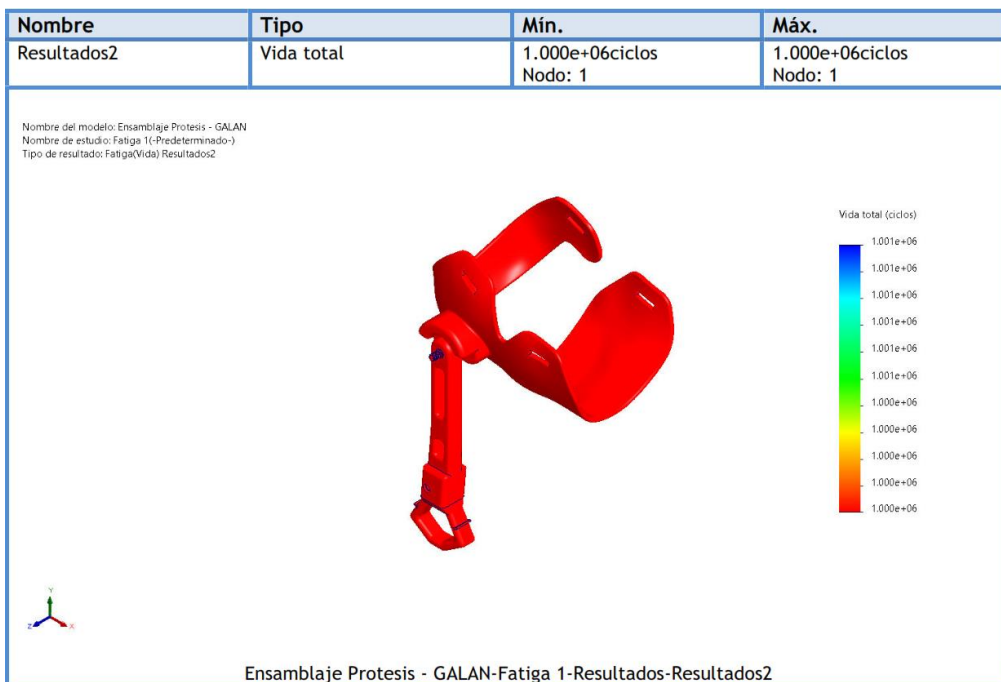 Nombre Tipo Mín. Máx.
Resultados2 Vida total 1.000e+06ciclos 1.000e+06ciclos
Nodo: 1 Nodo: 1
Nombre del modelo: Ensamblaje Protesis - GALAN
Nombre de estudio: Fatiga 1(-Predeterminado-)
Tipo de resultado: Fatiga(Vida) Resultados2
Vida total (ciclos)
1.001e+06
1.001e+06
1.001e+06
1.001e+06
1.001e+06
1.001e+06
1.000e+06
1.000e+06
1.000e+06
1.000e+06
1.000e+06
Y
Z X
Ensamblaje Protesis - GALAN-Fatiga 1-Resultados-Resultados2